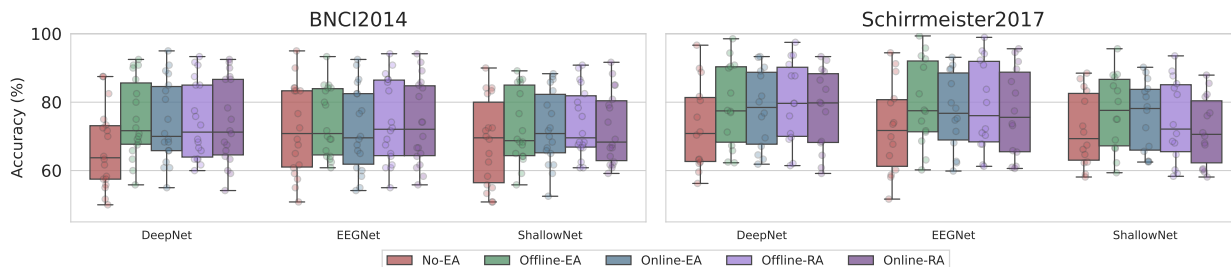 BNCI2014
Schirrmeister2017
Accuracy (%)
100
80
60
DeepNet
EEGNet
ShallowNet
DeepNet
EEGNet
ShallowNet
No-EA
Offline-EA
Online-EA
Offline-RA
Online-RA